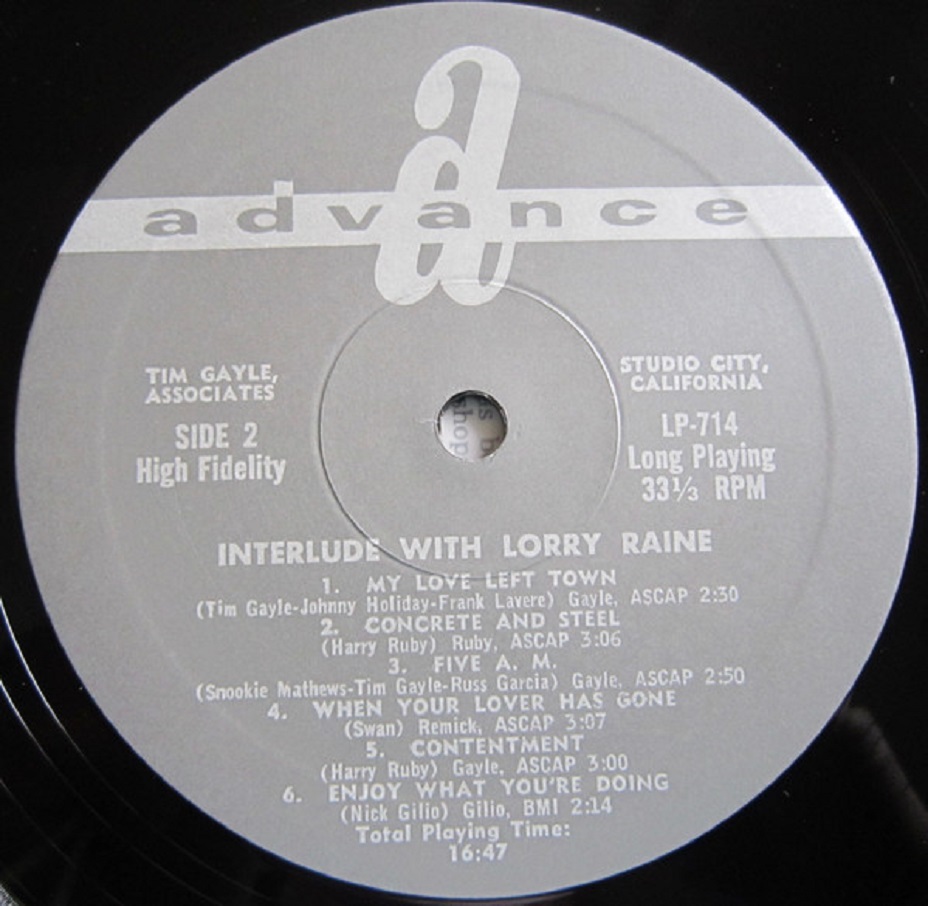 advance
TIM GAYLE,
ASSOCIATES
SIDE 2
High Fidelity
STUDIO CITY,
CALIFORNIA
LP-714
Long Playing
33⅓ RPM
INTERLUDE WITH LORRY RAINE
1. MY LOVE LEFT TOWN
(Tim Gayle-Johnny Holiday-Frank Lavere) Gayle, ASCAP 2:30
2. CONCRETE AND STEEL
(Harry Ruby) Ruby, ASCAP 3:06
3. FIVE A. M.
(Snookie Mathews-Tim Gayle-Russ Garcia) Gayle, ASCAP 2:50
4. WHEN YOUR LOVER HAS GONE
(Swan) Remick, ASCAP 3:07
5. CONTENTMENT
(Harry Ruby) Gayle, ASCAP 3:00
6. ENJOY WHAT YOU'RE DOING
(Nick Gilio) Gilio, BMI 2:14
Total Playing Time:
16:47